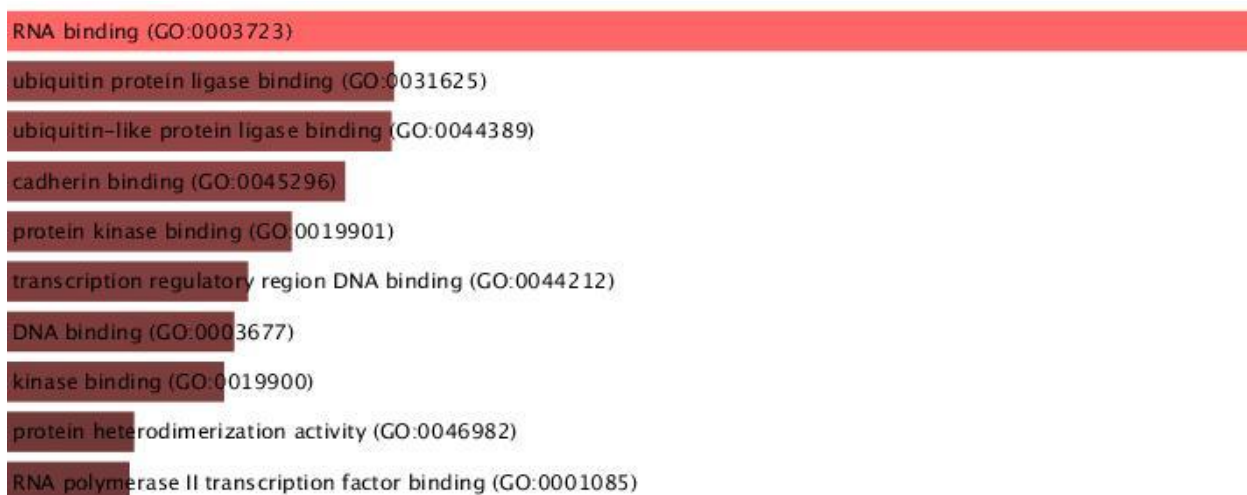 RNA binding (GO:0003723)
ubiquitin protein ligase binding (GO:0031625)
ubiquitin-like protein ligase binding (GO:0044389)
cadherin binding (GO:0045296)
protein kinase binding (GO:0019901)
transcription regulatory region DNA binding (GO:0044212)
DNA binding (GO:0003677)
kinase binding (GO:0019900)
protein heterodimerization activity (GO:0046982)
RNA polymerase II transcription factor binding (GO:0001085)